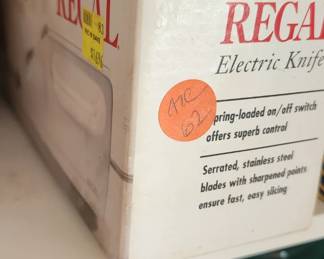 REGAL
REGAL
Electric Knife
Spring-loaded on/off switch
offers superb control
Serrated, stainless steel
blades with sharpened points
ensure fast, easy slicing
62